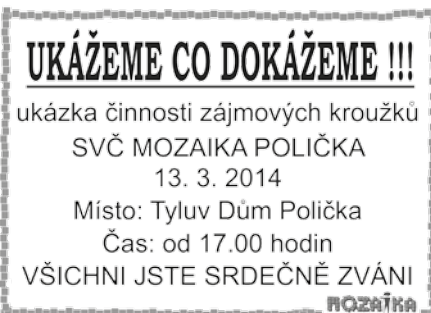 UKÁŽEME CO DOKÁŽEME !!!
ukázka činnosti zájmových kroužků
SVČ MOZAIKA POLIČKA
13. 3. 2014
Místo: Tyluv Dům Polička
Čas: od 17.00 hodin
VŠICHNI JSTE SRDEČNĚ ZVÁNI
MOZAIKA